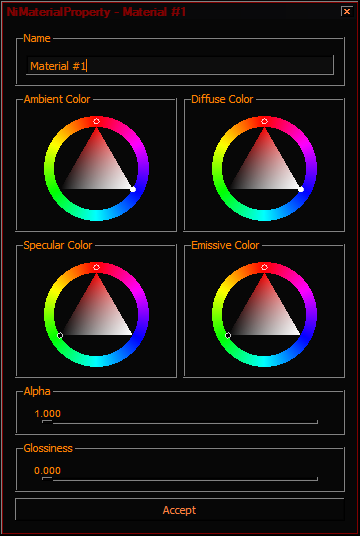 NiMaterialProperty - Material #1
Name
Material #1
Ambient Color
Diffuse Color
Specular Color
Emissive Color
Alpha
1.000
Glossiness
0.000
Accept